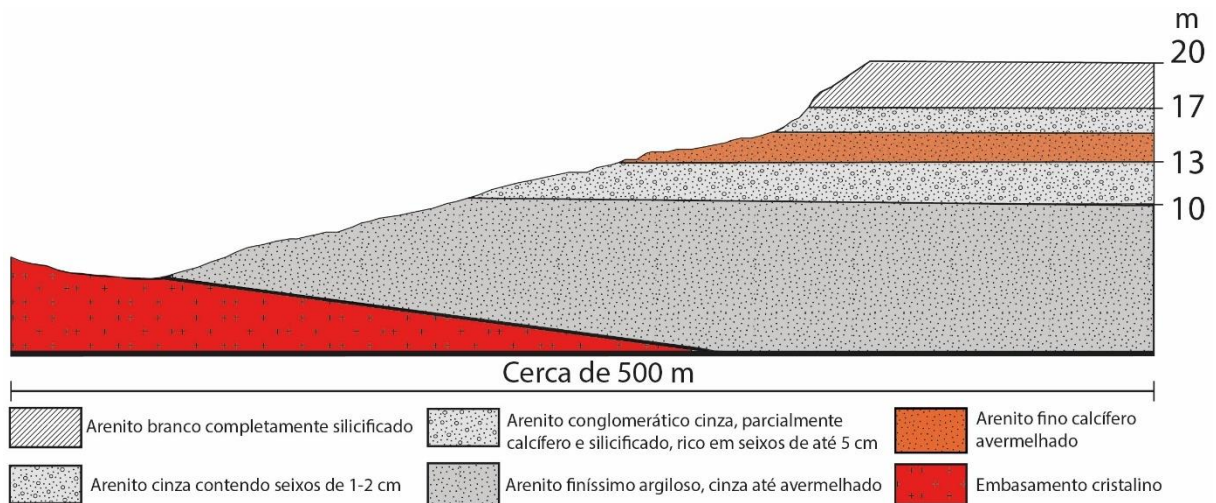 m
20
17
13
10
Cerca de 500 m
Arenito branco completamente silicificado
Arenito conglomerático cinza, parcialmente
calcífero e silicificado, rico em seixos de até 5 cm
Arenito fino calcífero
avermelhado
Arenito cinza contendo seixos de 1-2 cm
Arenito finíssimo argiloso, cinza até avermelhado
Embasamento cristalino